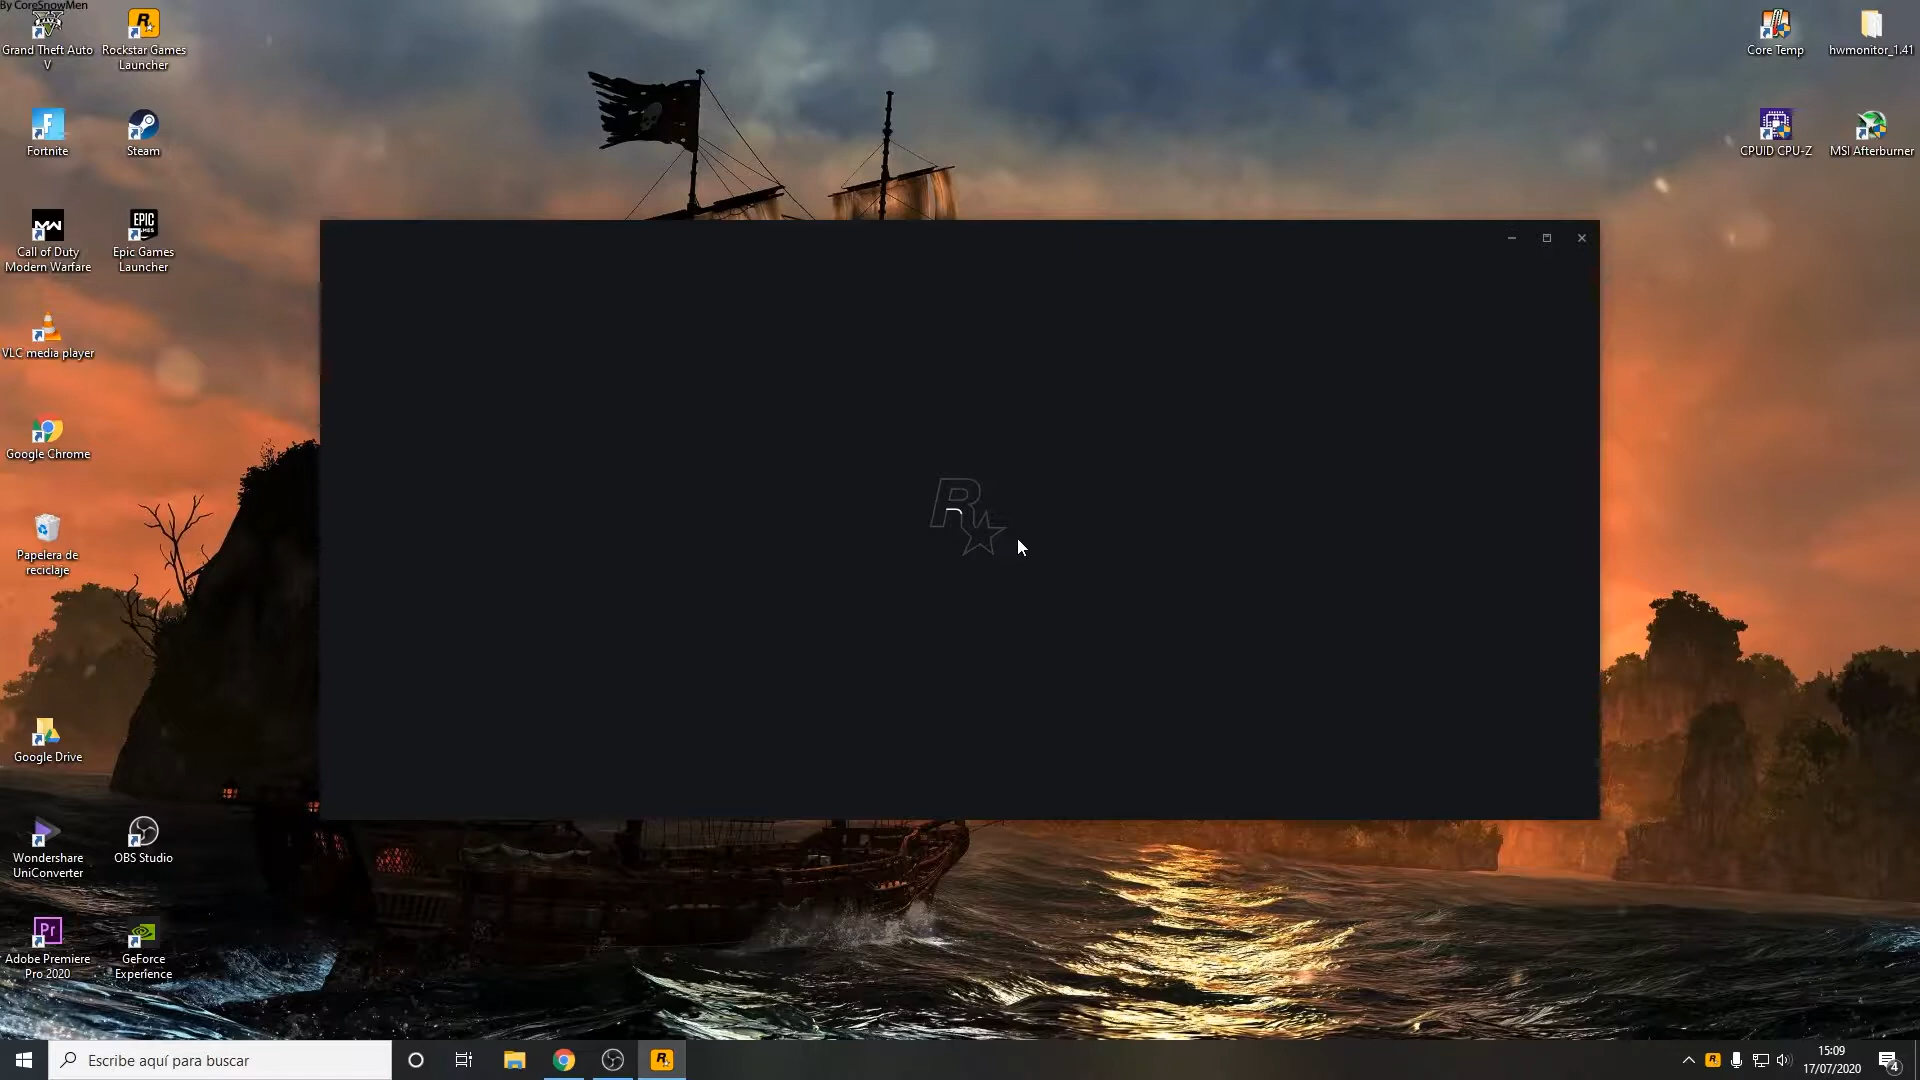 By CoreSnowMen
Grand Theft Auto
V
Rockstar Games
Launcher
Core Temp
hwmonitor_1.41
Fortnite
Steam
CPUID CPU-Z
MSI Afterburner
Call of Duty
Modern Warfare
EPIC
GAMES
Epic Games
Launcher
VLC media player
Google Chrome
Papelera de
reciclaje
Google Drive
Wondershare
UniConverter
OBS Studio
Pr
Adobe Premiere
Pro 2020
GeForce
Experience
Escribe aquí para buscar
15:09
17/07/2020
4